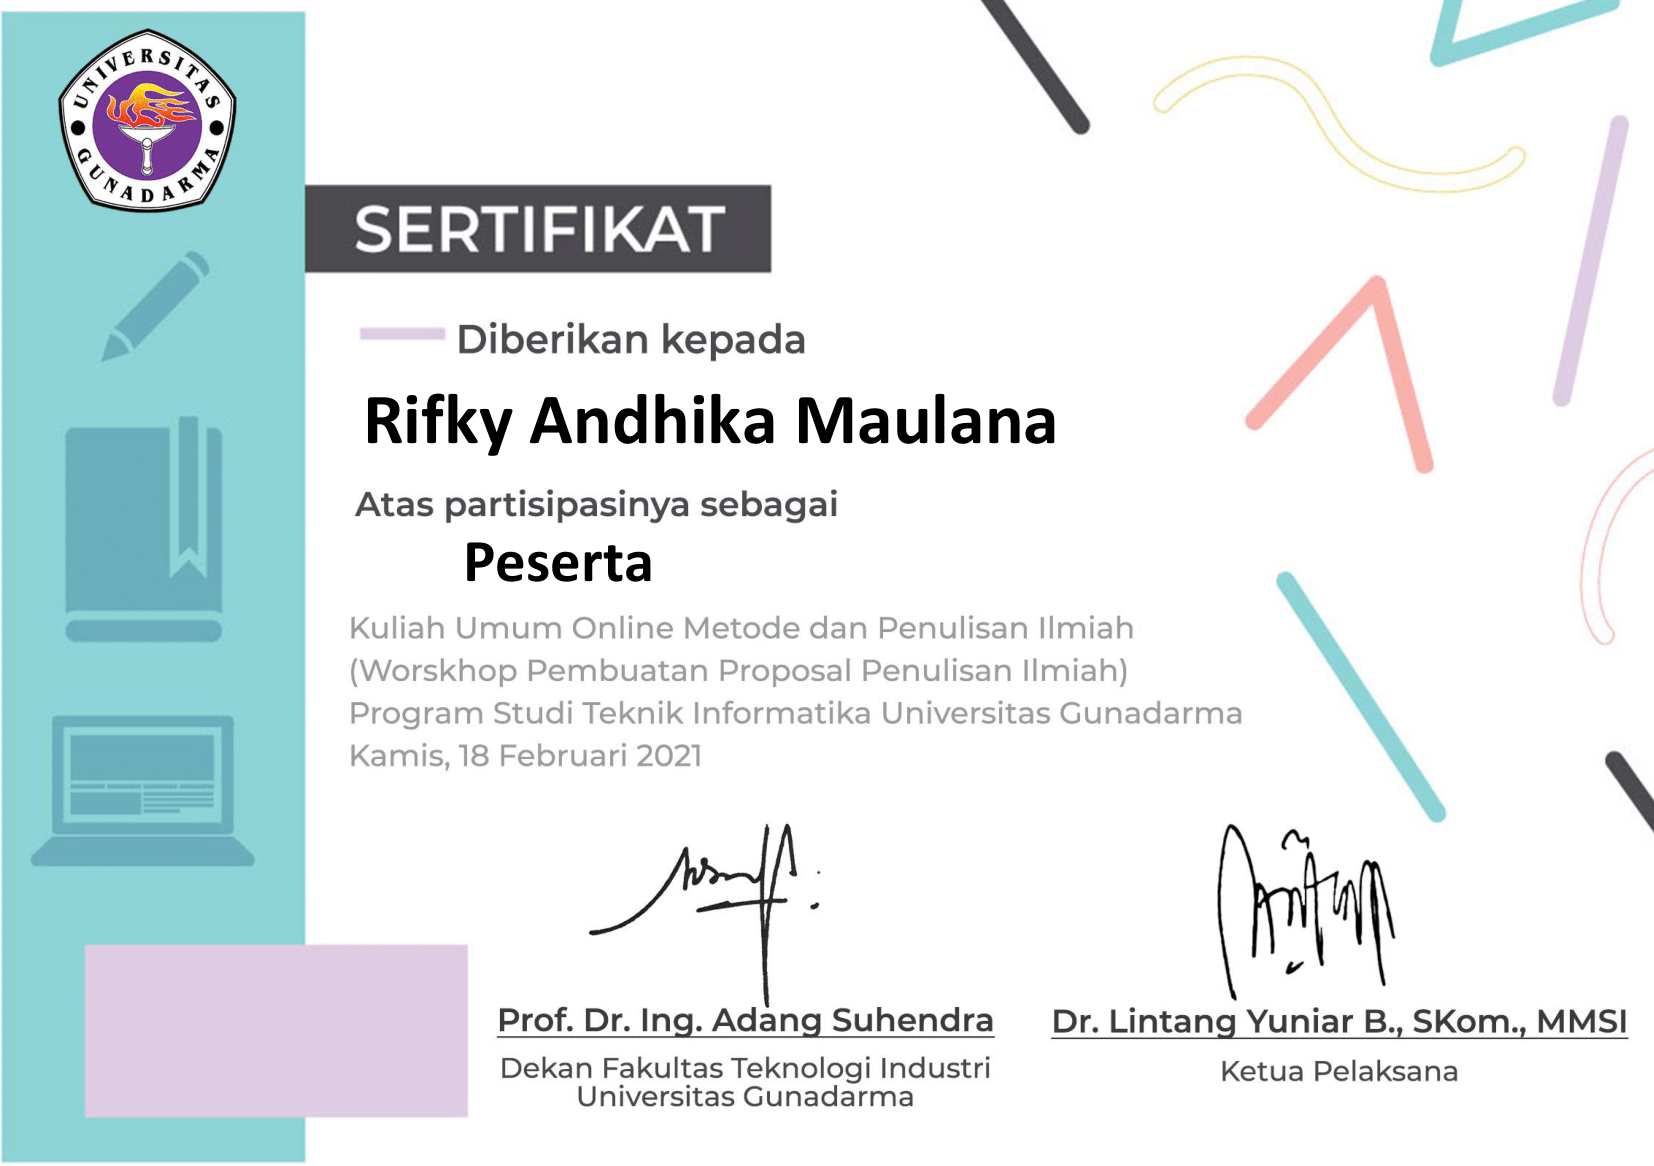 UNIVERSITAS
GUNADARMA
SERTIFIKAT
Diberikan kepada
Rifky Andhika Maulana
Atas partisipasinya sebagai
Peserta
Kuliah Umum Online Metode dan Penulisan Ilmiah
(Worskhop Pembuatan Proposal Penulisan Ilmiah)
Program Studi Teknik Informatika Universitas Gunadarma
Kamis, 18 Februari 2021
Prof. Dr. Ing. Adang Suhendra
Dekan Fakultas Teknologi Industri
Universitas Gunadarma
Dr. Lintang Yuniar B., SKom., MMSI
Ketua Pelaksana